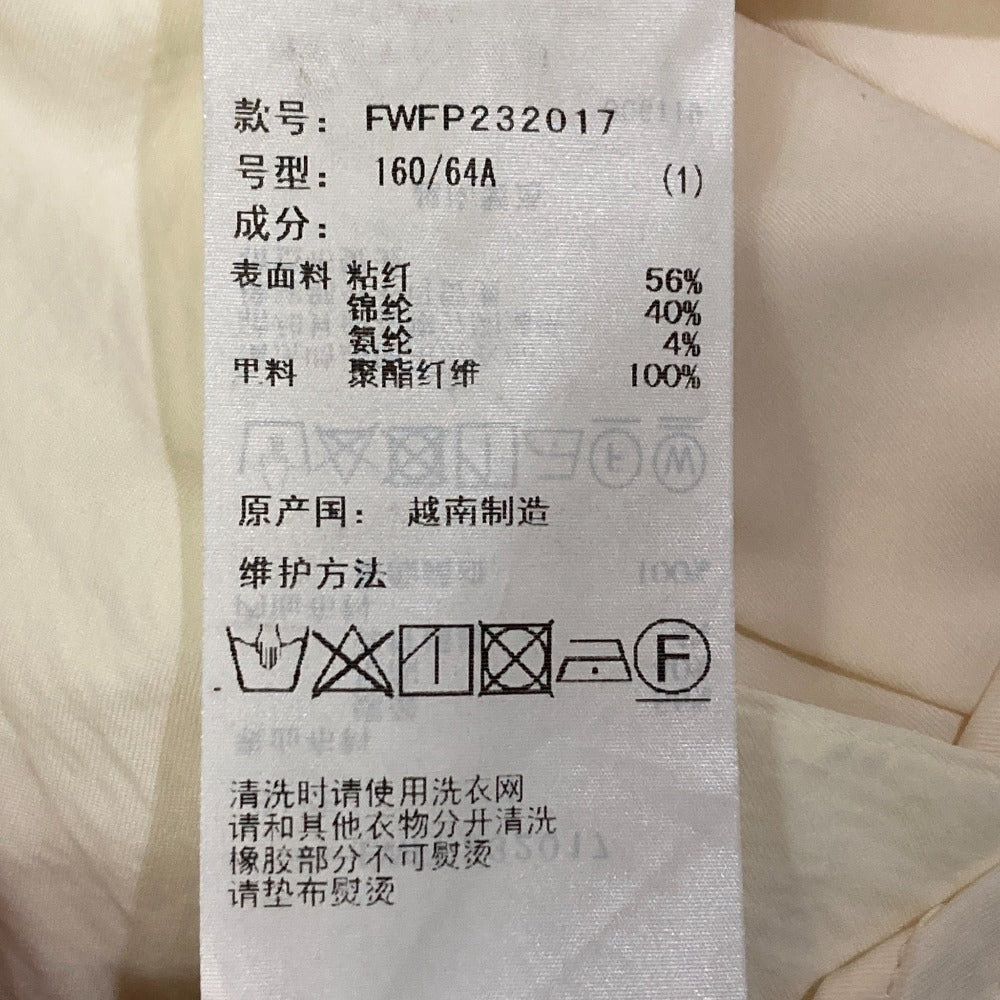 款号： FWFP232017
号型： 160/64A (1)
成分：
表面料 粘纤 56%
锦纶 40%
氨纶 4%
甲料 聚酯纤维 100%
原产国： 越南制造
维护方法
F
清洗时请使用洗衣网
请和其他衣物分开清洗
橡胶部分不可熨烫
请垫布熨烫